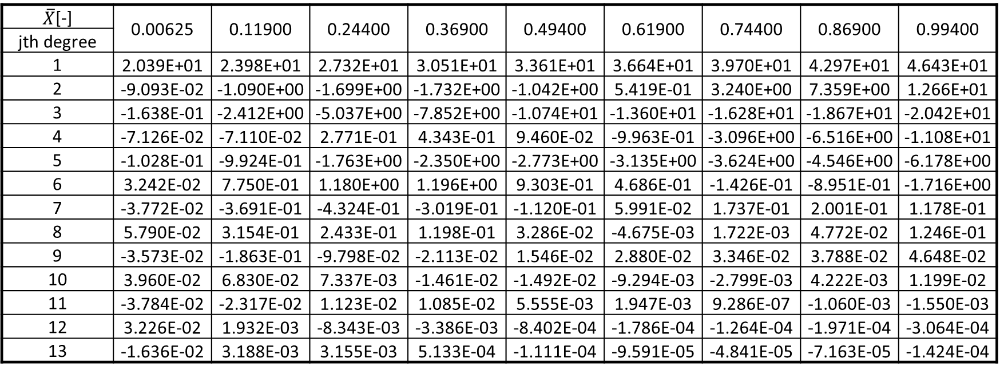 X̄[-] 0.00625 0.11900 0.24400 0.36900 0.49400 0.61900 0.74400 0.86900 0.99400
jth degree
1 2.039E+01 2.398E+01 2.732E+01 3.051E+01 3.361E+01 3.664E+01 3.970E+01 4.297E+01 4.643E+01
2 -9.093E-02 -1.090E+00 -1.699E+00 -1.732E+00 -1.042E+00 5.419E-01 3.240E+00 7.359E+00 1.266E+01
3 -1.638E-01 -2.412E+00 -5.037E+00 -7.852E+00 -1.074E+01 -1.360E+01 -1.628E+01 -1.867E+01 -2.042E+01
4 -7.126E-02 -7.110E-02 2.771E-01 4.343E-01 9.460E-02 -9.963E-01 -3.096E+00 -6.516E+00 -1.108E+01
5 -1.028E-01 -9.924E-01 -1.763E+00 -2.350E+00 -2.773E+00 -3.135E+00 -3.624E+00 -4.546E+00 -6.178E+00
6 3.242E-02 7.750E-01 1.180E+00 1.196E+00 9.303E-01 4.686E-01 -1.426E-01 -8.951E-01 -1.716E+00
7 -3.772E-02 -3.691E-01 -4.324E-01 -3.019E-01 -1.120E-01 5.991E-02 1.737E-01 2.001E-01 1.178E-01
8 5.790E-02 3.154E-01 2.433E-01 1.198E-01 3.286E-02 -4.675E-03 1.722E-03 4.772E-02 1.246E-01
9 -3.573E-02 -1.863E-01 -9.798E-02 -2.113E-02 1.546E-02 2.880E-02 3.346E-02 3.788E-02 4.648E-02
10 3.960E-02 6.830E-02 7.337E-03 -1.461E-02 -1.492E-02 -9.294E-03 -2.799E-03 4.222E-03 1.199E-02
11 -3.784E-02 -2.317E-02 1.123E-02 1.085E-02 5.555E-03 1.947E-03 9.286E-07 -1.060E-03 -1.550E-03
12 3.226E-02 1.932E-03 -8.343E-03 -3.386E-03 -8.402E-04 -1.786E-04 -1.264E-04 -1.971E-04 -3.064E-04
13 -1.636E-02 3.188E-03 3.155E-03 5.133E-04 -1.111E-04 -9.591E-05 -4.841E-05 -7.163E-05 -1.424E-04